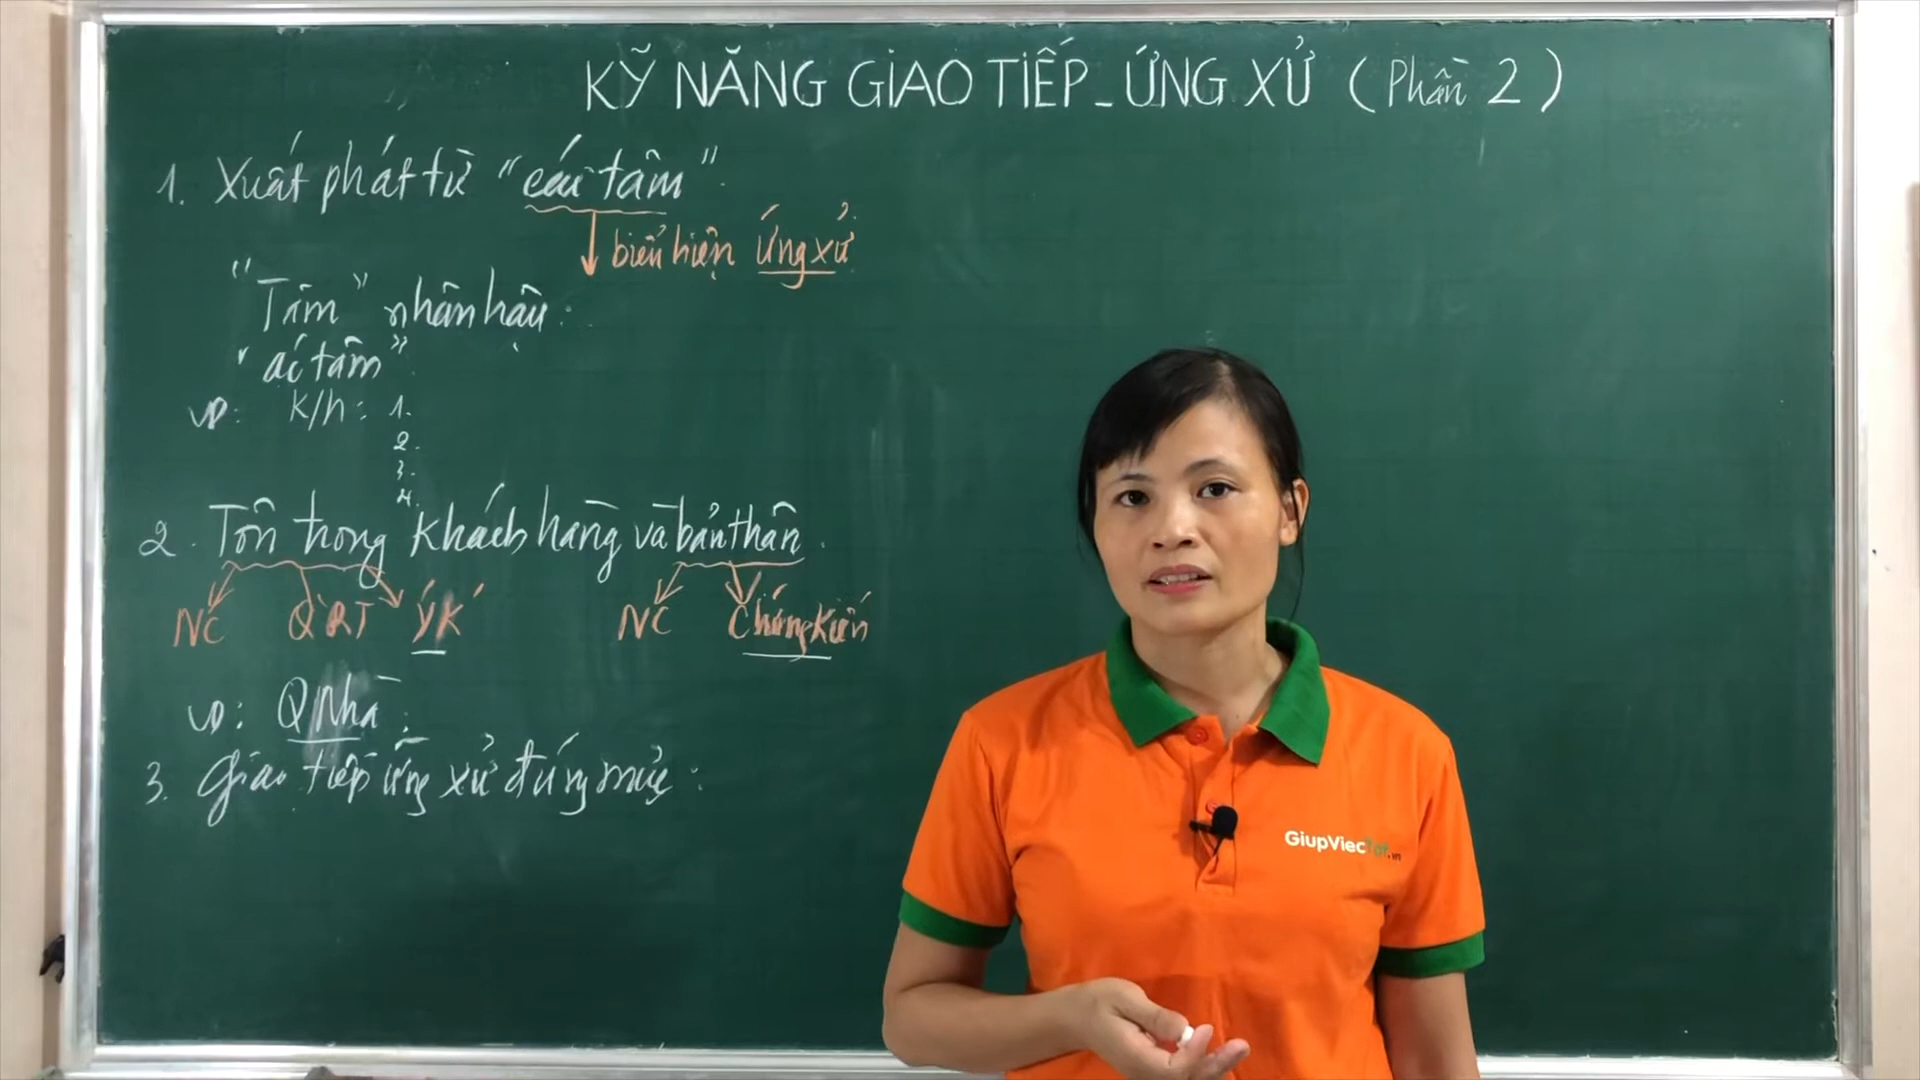 KỸ NĂNG GIAO TIẾP_ỨNG XỬ (Phần 2)
1. Xuất phát từ "cái tâm".
biểu hiện ứng xử
"Tâm" nhân hậu:
"ác tâm".
VD: K/h: 1.
2.
3.
4.
2. Tôn trọng khách hàng và bản thân.
NC QRT ÝK NC Chứng kiến
VD: Q/Nhà:
3. Giao tiếp ứng xử đúng mực:
GiupViecTot.vn